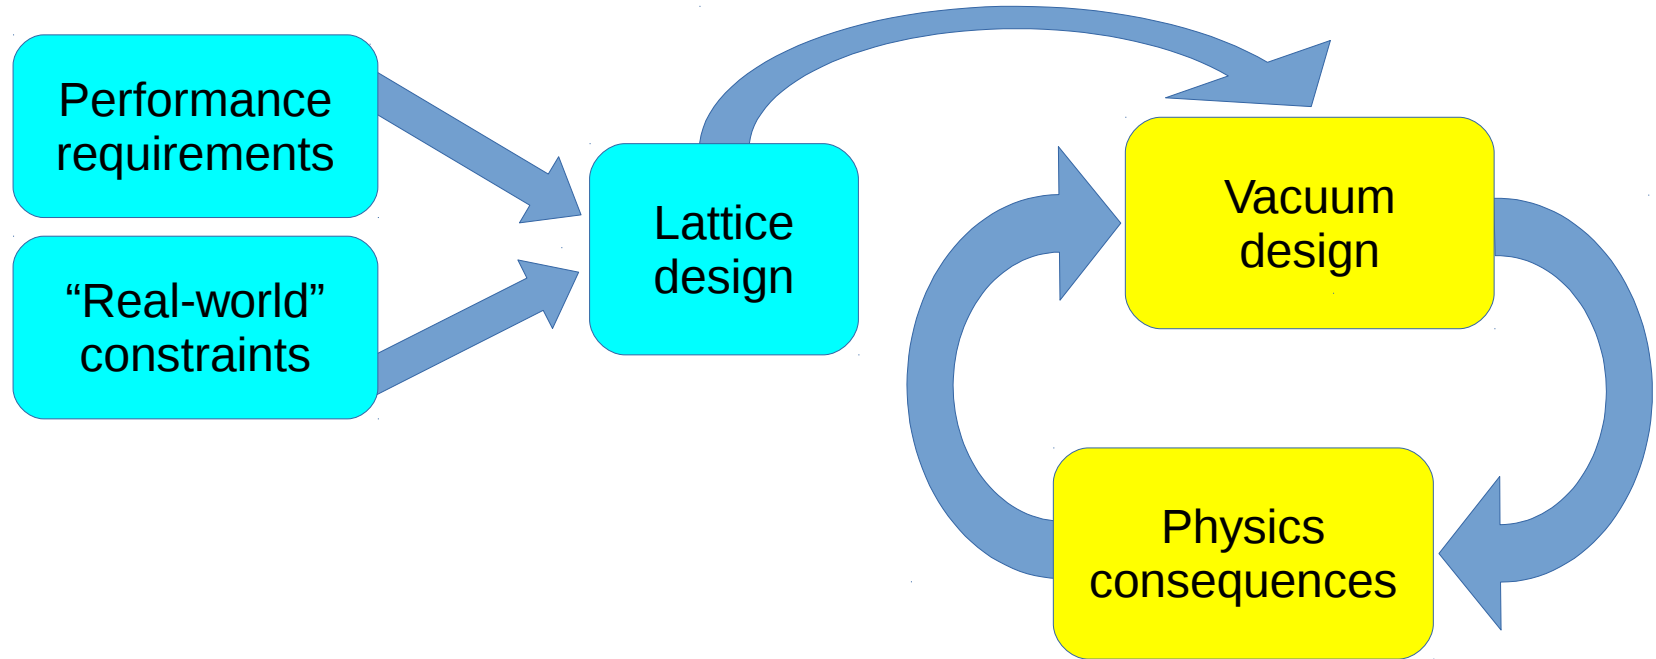 Performance
requirements
“Real-world”
constraints
Lattice
design
Vacuum
design
Physics
consequences